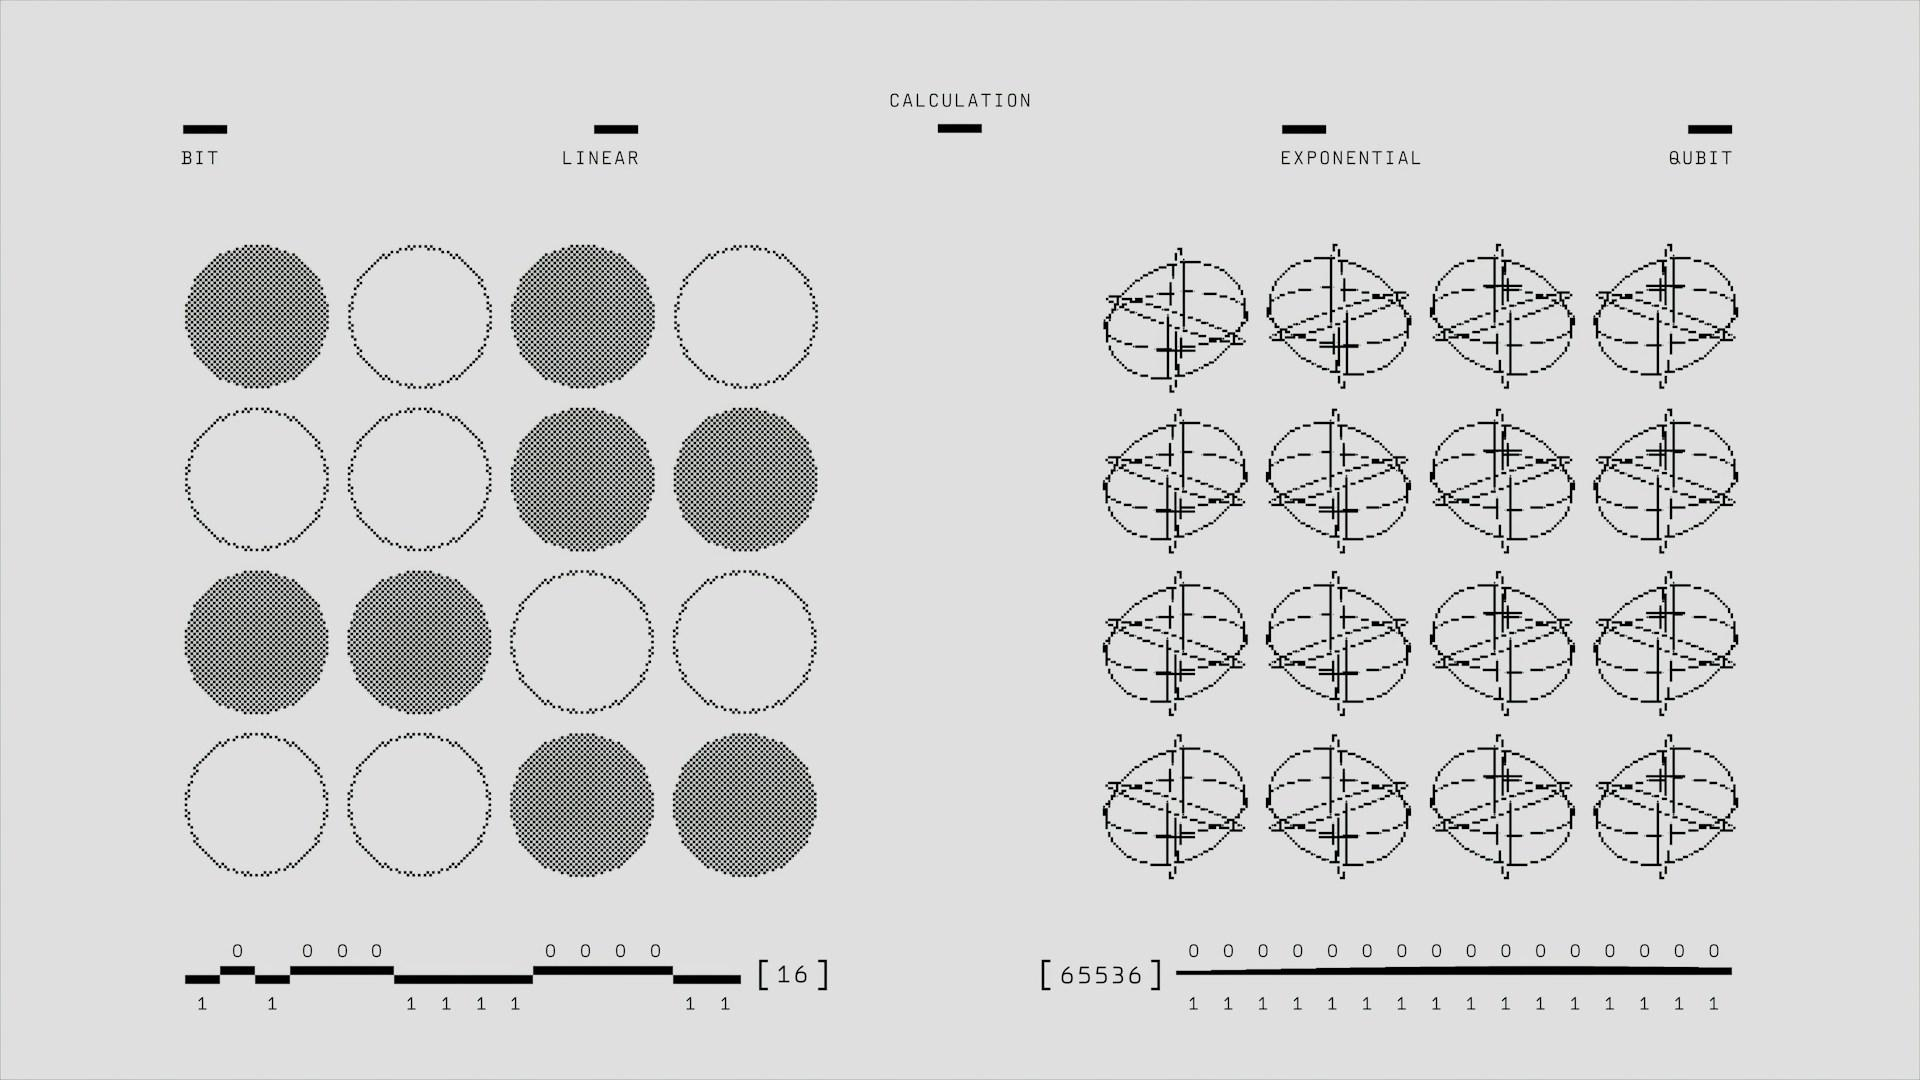 CALCULATION
BIT LINEAR EXPONENTIAL QUBIT
0 0 0 0 0 0 0 0
[16]
1 1 1 1 1 1 1 1
0 0 0 0 0 0 0 0 0 0 0 0 0 0 0 0
[65536]
1 1 1 1 1 1 1 1 1 1 1 1 1 1 1 1